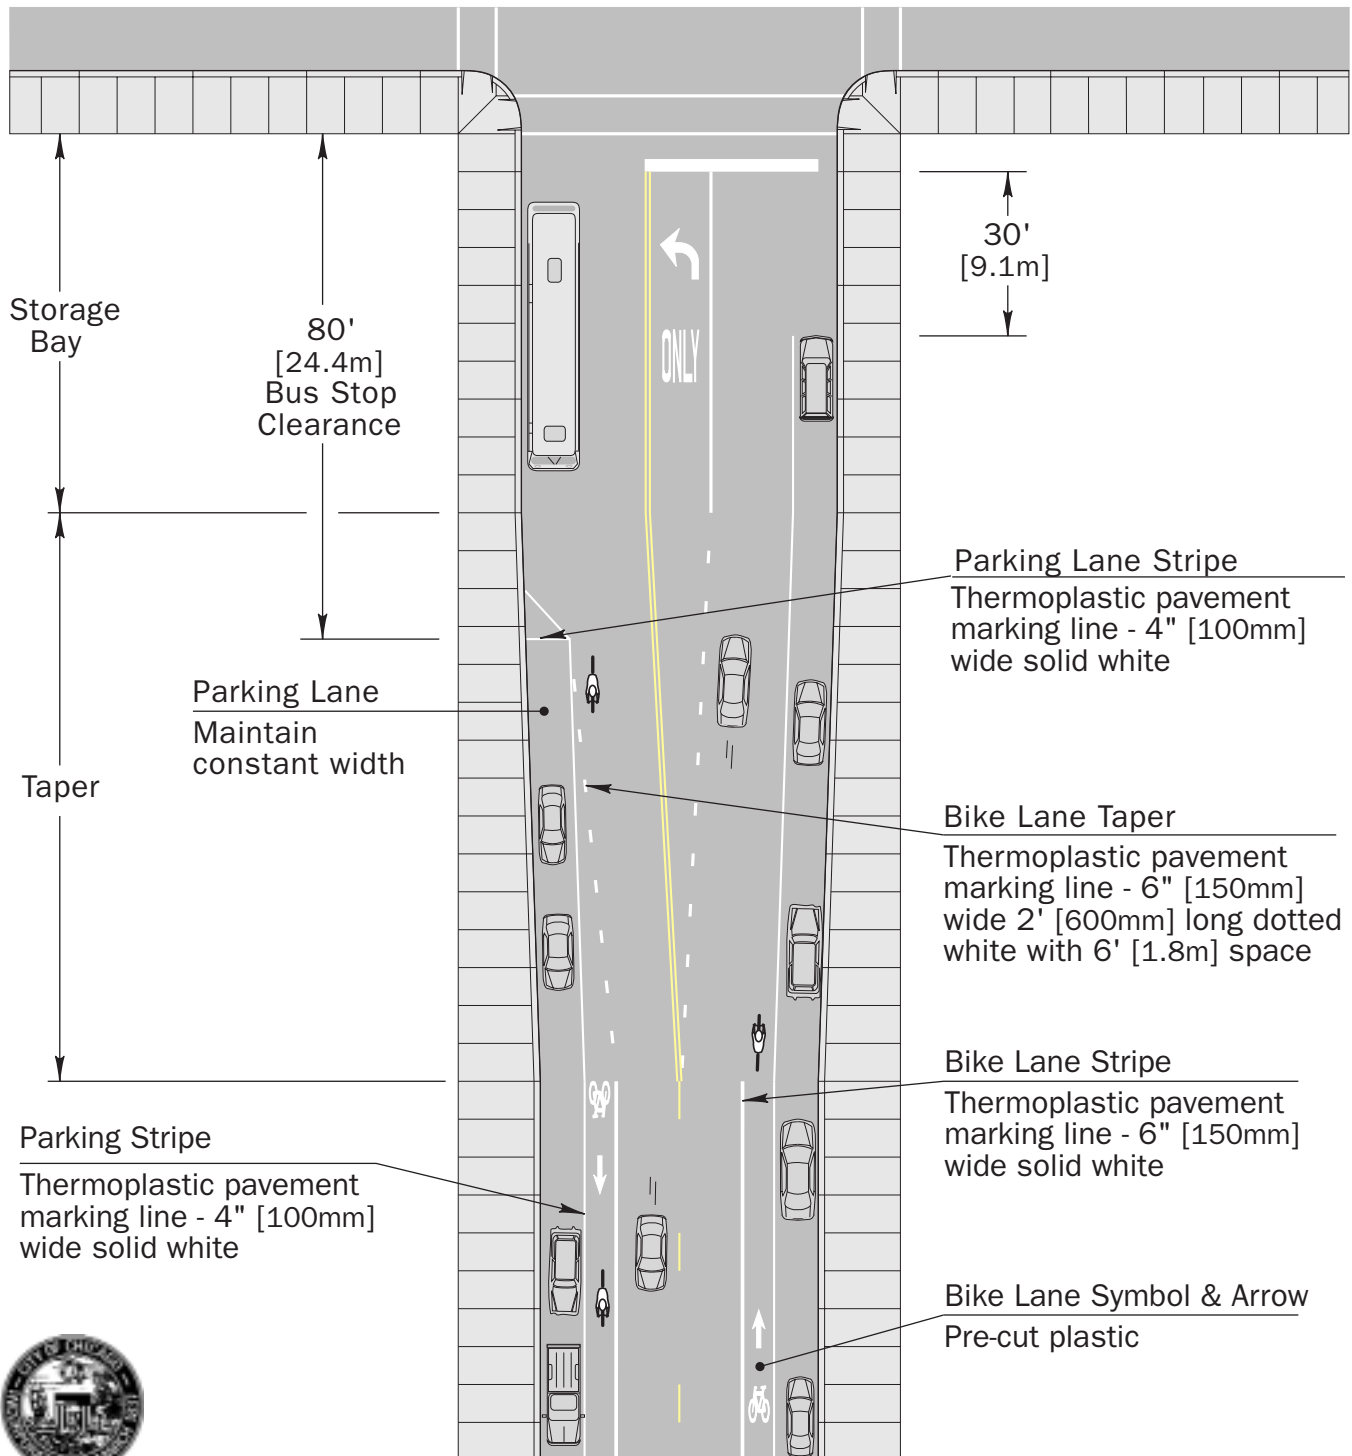 Storage
Bay
80'
[24.4m]
Bus Stop
Clearance
ONLY
30'
[9.1m]
Parking Lane Stripe
Thermoplastic pavement
marking line - 4" [100mm]
wide solid white
Parking Lane
Maintain
constant width
Taper
Bike Lane Taper
Thermoplastic pavement
marking line - 6" [150mm]
wide 2' [600mm] long dotted
white with 6' [1.8m] space
Bike Lane Stripe
Thermoplastic pavement
marking line - 6" [150mm]
wide solid white
Parking Stripe
Thermoplastic pavement
marking line - 4" [100mm]
wide solid white
Bike Lane Symbol & Arrow
Pre-cut plastic
CITY OF CHICAGO